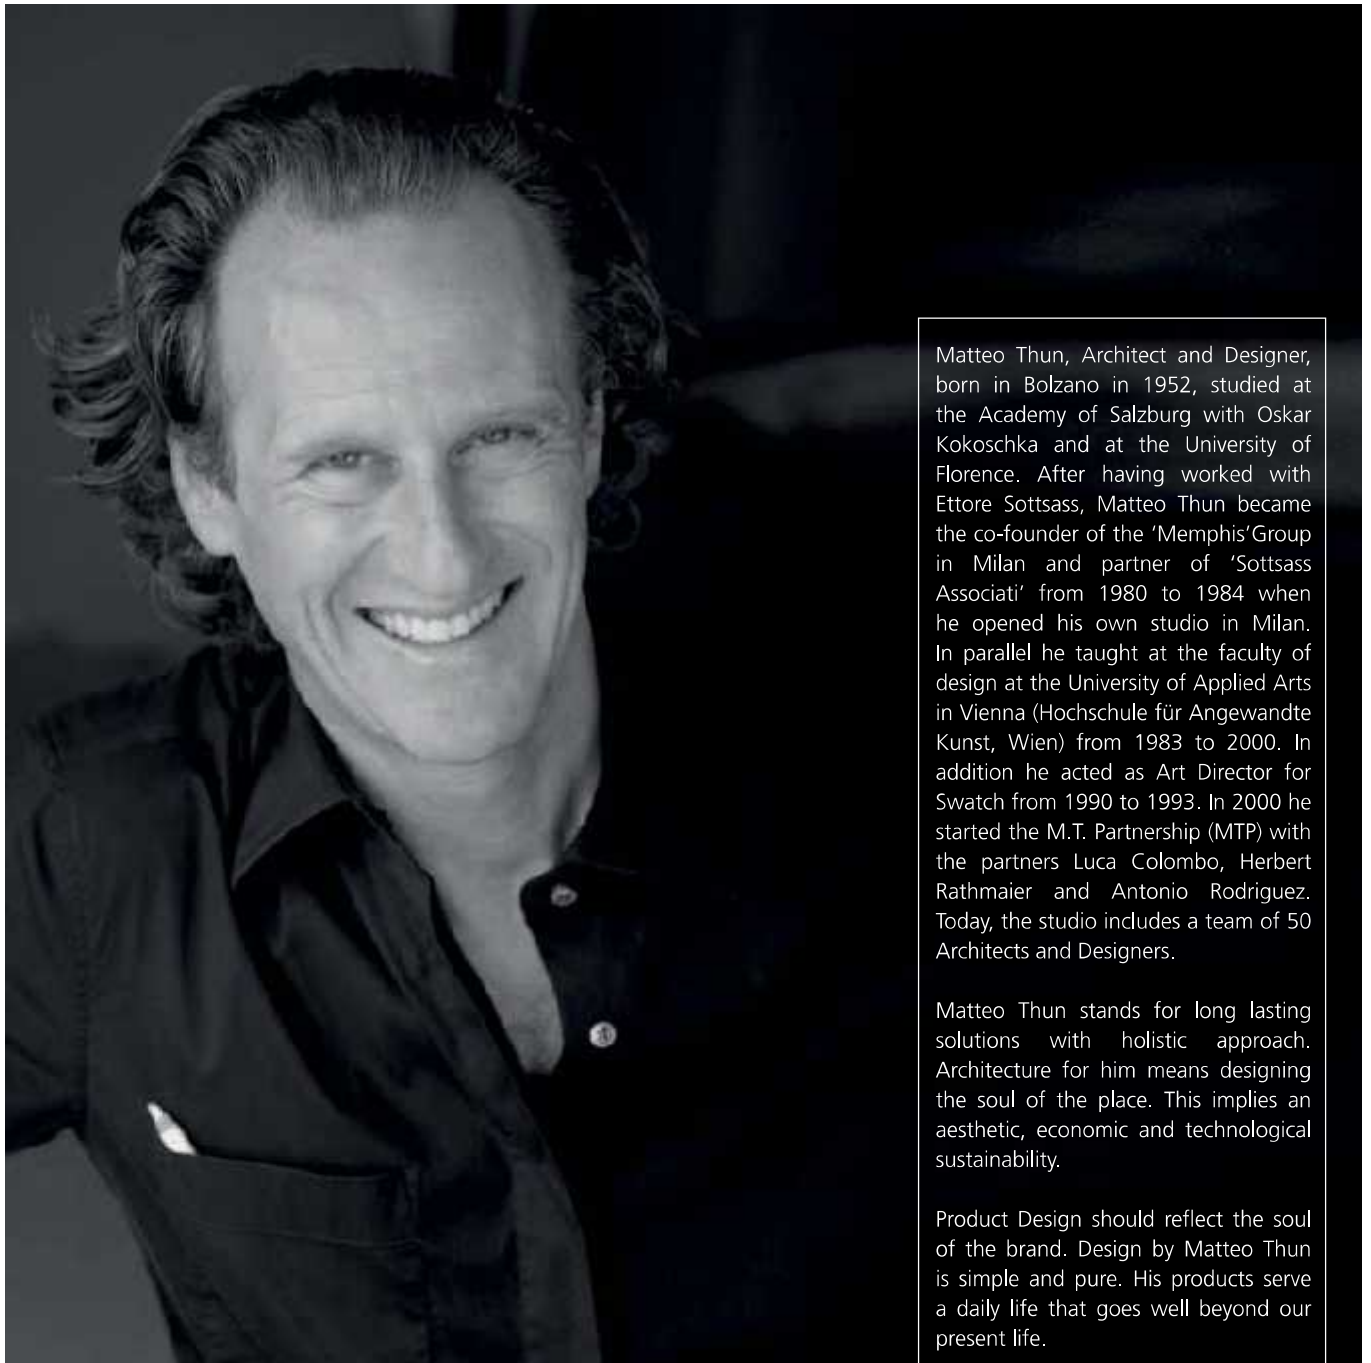 Matteo Thun, Architect and Designer,
born in Bolzano in 1952, studied at
the Academy of Salzburg with Oskar
Kokoschka and at the University of
Florence. After having worked with
Ettore Sottsass, Matteo Thun became
the co-founder of the ‘Memphis’Group
in Milan and partner of ‘Sottsass
Associati’ from 1980 to 1984 when
he opened his own studio in Milan.
In parallel he taught at the faculty of
design at the University of Applied Arts
in Vienna (Hochschule für Angewandte
Kunst, Wien) from 1983 to 2000. In
addition he acted as Art Director for
Swatch from 1990 to 1993. In 2000 he
started the M.T. Partnership (MTP) with
the partners Luca Colombo, Herbert
Rathmaier and Antonio Rodriguez.
Today, the studio includes a team of 50
Architects and Designers.
Matteo Thun stands for long lasting
solutions with holistic approach.
Architecture for him means designing
the soul of the place. This implies an
aesthetic, economic and technological
sustainability.
Product Design should reflect the soul
of the brand. Design by Matteo Thun
is simple and pure. His products serve
a daily life that goes well beyond our
present life.